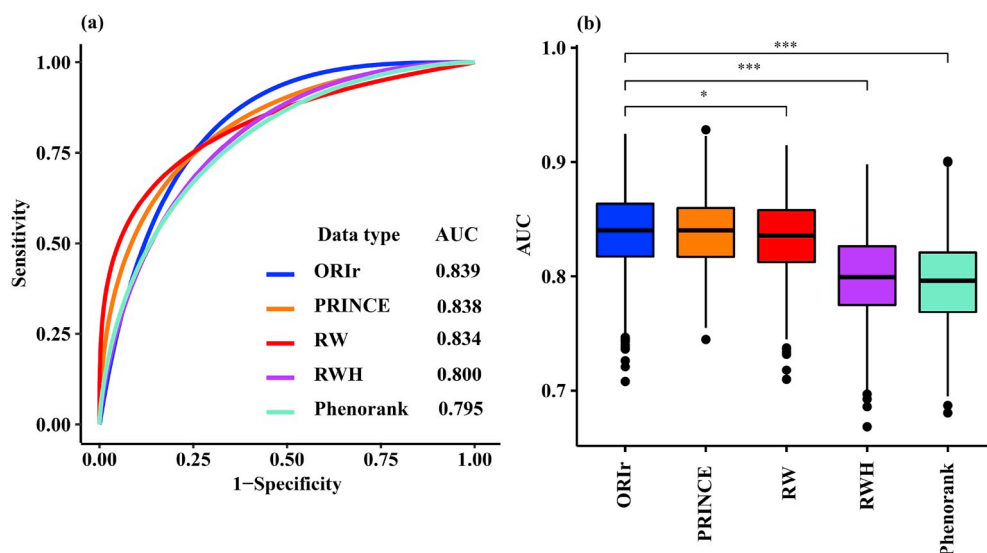 (a)
1.00
0.75
0.50
0.25
0.00
Sensitivity
Data type AUC
ORIr 0.839
PRINCE 0.838
RW 0.834
RWH 0.800
Phenorank 0.795
0.00 0.25 0.50 0.75 1.00
1−Specificity
(b)
1.0
0.9
0.8
0.7
AUC
***
***
*
ORIr
PRINCE
RW
RWH
Phenorank